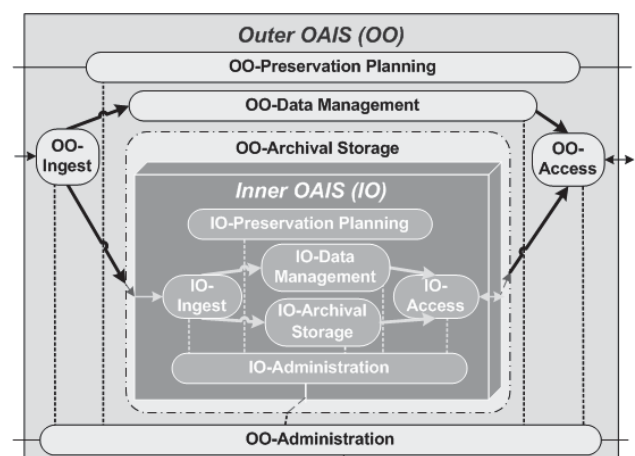 Outer OAIS (OO)
OO-Preservation Planning
OO-Data Management
OO-
Ingest
OO-
Access
OO-Archival Storage
Inner OAIS (IO)
IO-Preservation Planning
IO-Data
Management
IO-
Ingest
IO-
Access
IO-Archival
Storage
IO-Administration
OO-Administration